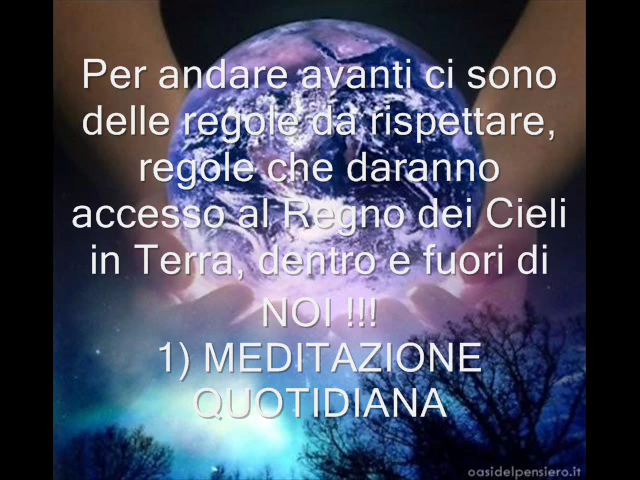 Per andare avanti ci sono
delle regole da rispettare,
regole che daranno
accesso al Regno dei Cieli
in Terra, dentro e fuori di
NOI !!!
1) MEDITAZIONE
QUOTIDIANA
oasidelpensiero.it